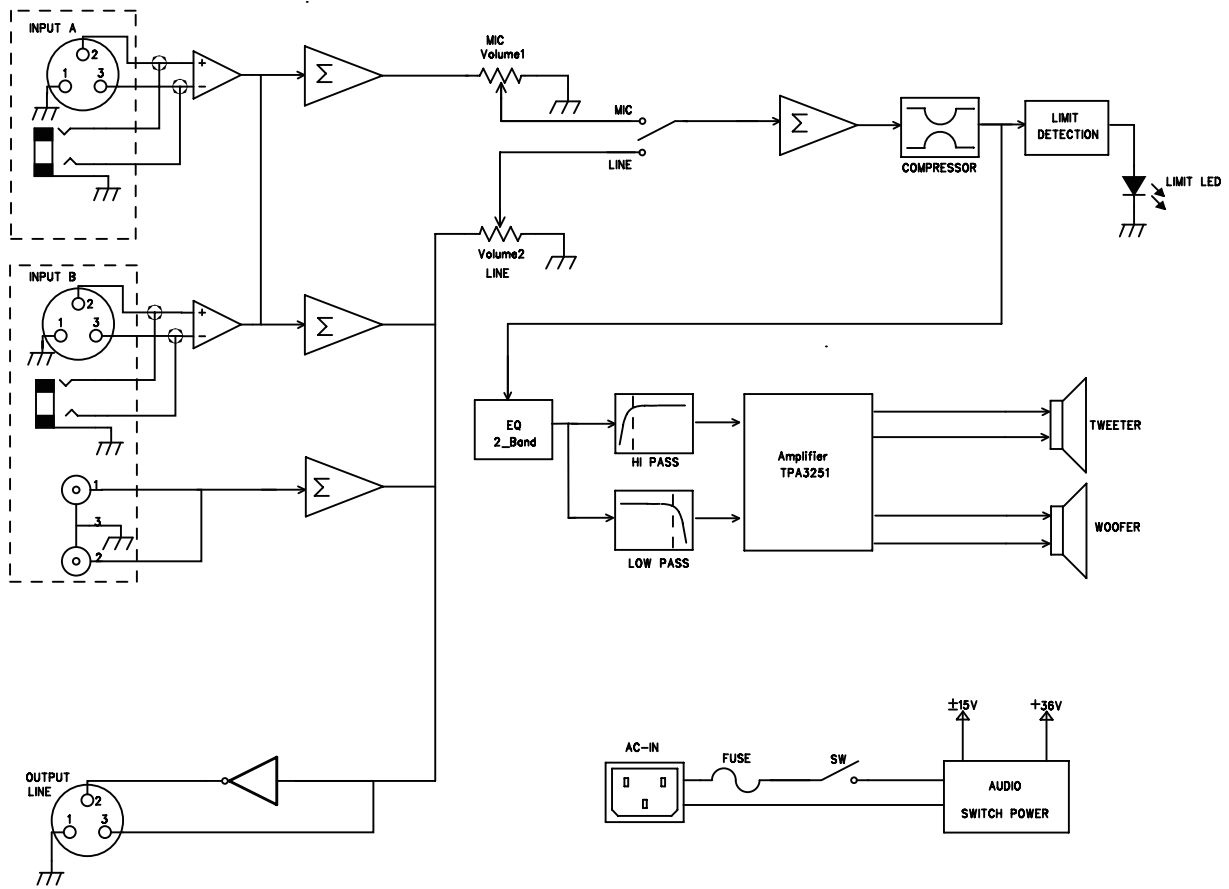 INPUT A
2
1
3
+
−
Σ
MIC
Volume1
MIC
LINE
Σ
COMPRESSOR
LIMIT
DETECTION
LIMIT LED
Volume2
LINE
INPUT B
2
1
3
+
−
Σ
1
3
2
Σ
EQ
2_Band
HI PASS
LOW PASS
Amplifier
TPA3251
TWEETER
WOOFER
OUTPUT
LINE
2
1
3
AC-IN
FUSE
SW
±15V
+36V
AUDIO
SWITCH POWER